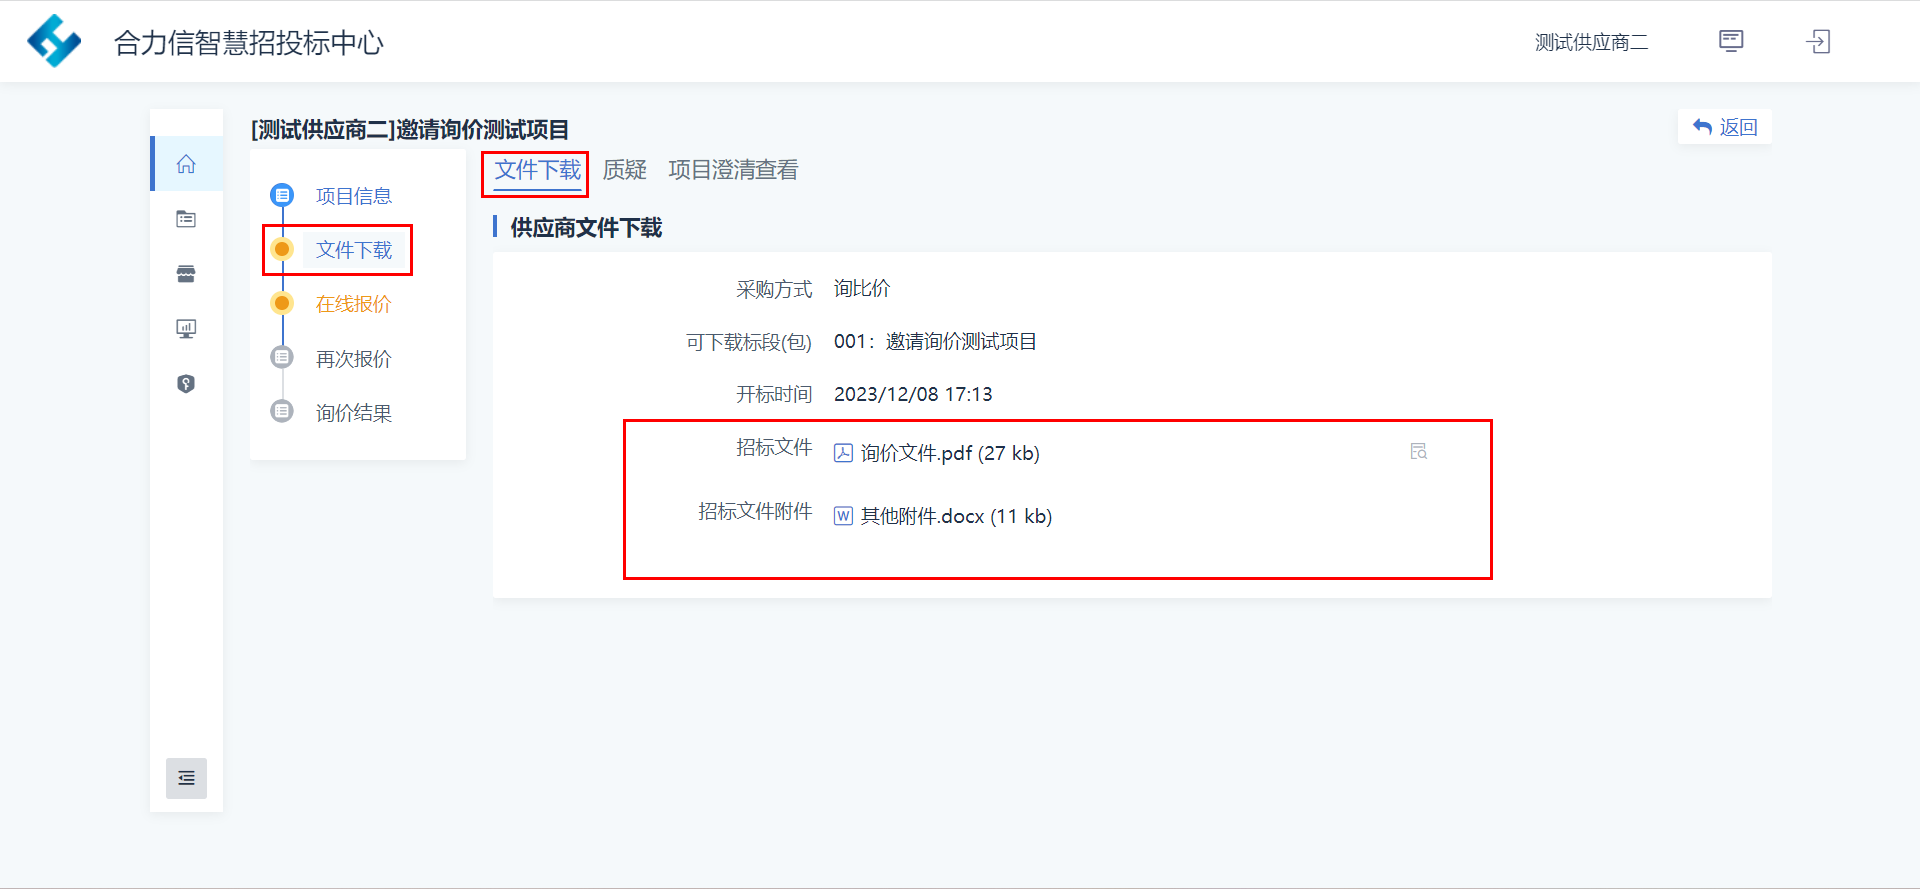 合力信智慧招投标中心
测试供应商二
[测试供应商二]邀请询价测试项目
返回
项目信息
文件下载
在线报价
再次报价
询价结果
文件下载 质疑 项目澄清查看
供应商文件下载
采购方式 询比价
可下载标段(包) 001：邀请询价测试项目
开标时间 2023/12/08 17:13
招标文件 询价文件.pdf (27 kb)
招标文件附件 W 其他附件.docx (11 kb)